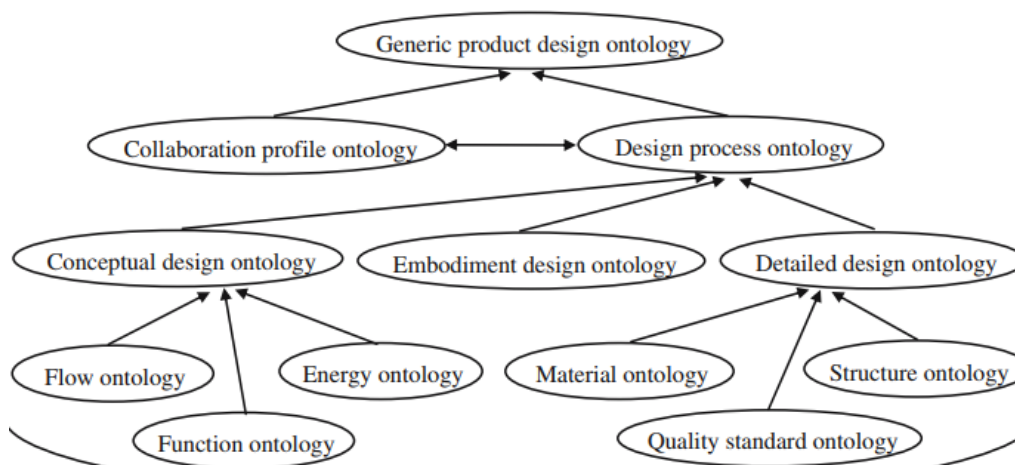 Generic product design ontology
Collaboration profile ontology
Design process ontology
Conceptual design ontology
Embodiment design ontology
Detailed design ontology
Flow ontology
Energy ontology
Material ontology
Structure ontology
Function ontology
Quality standard ontology